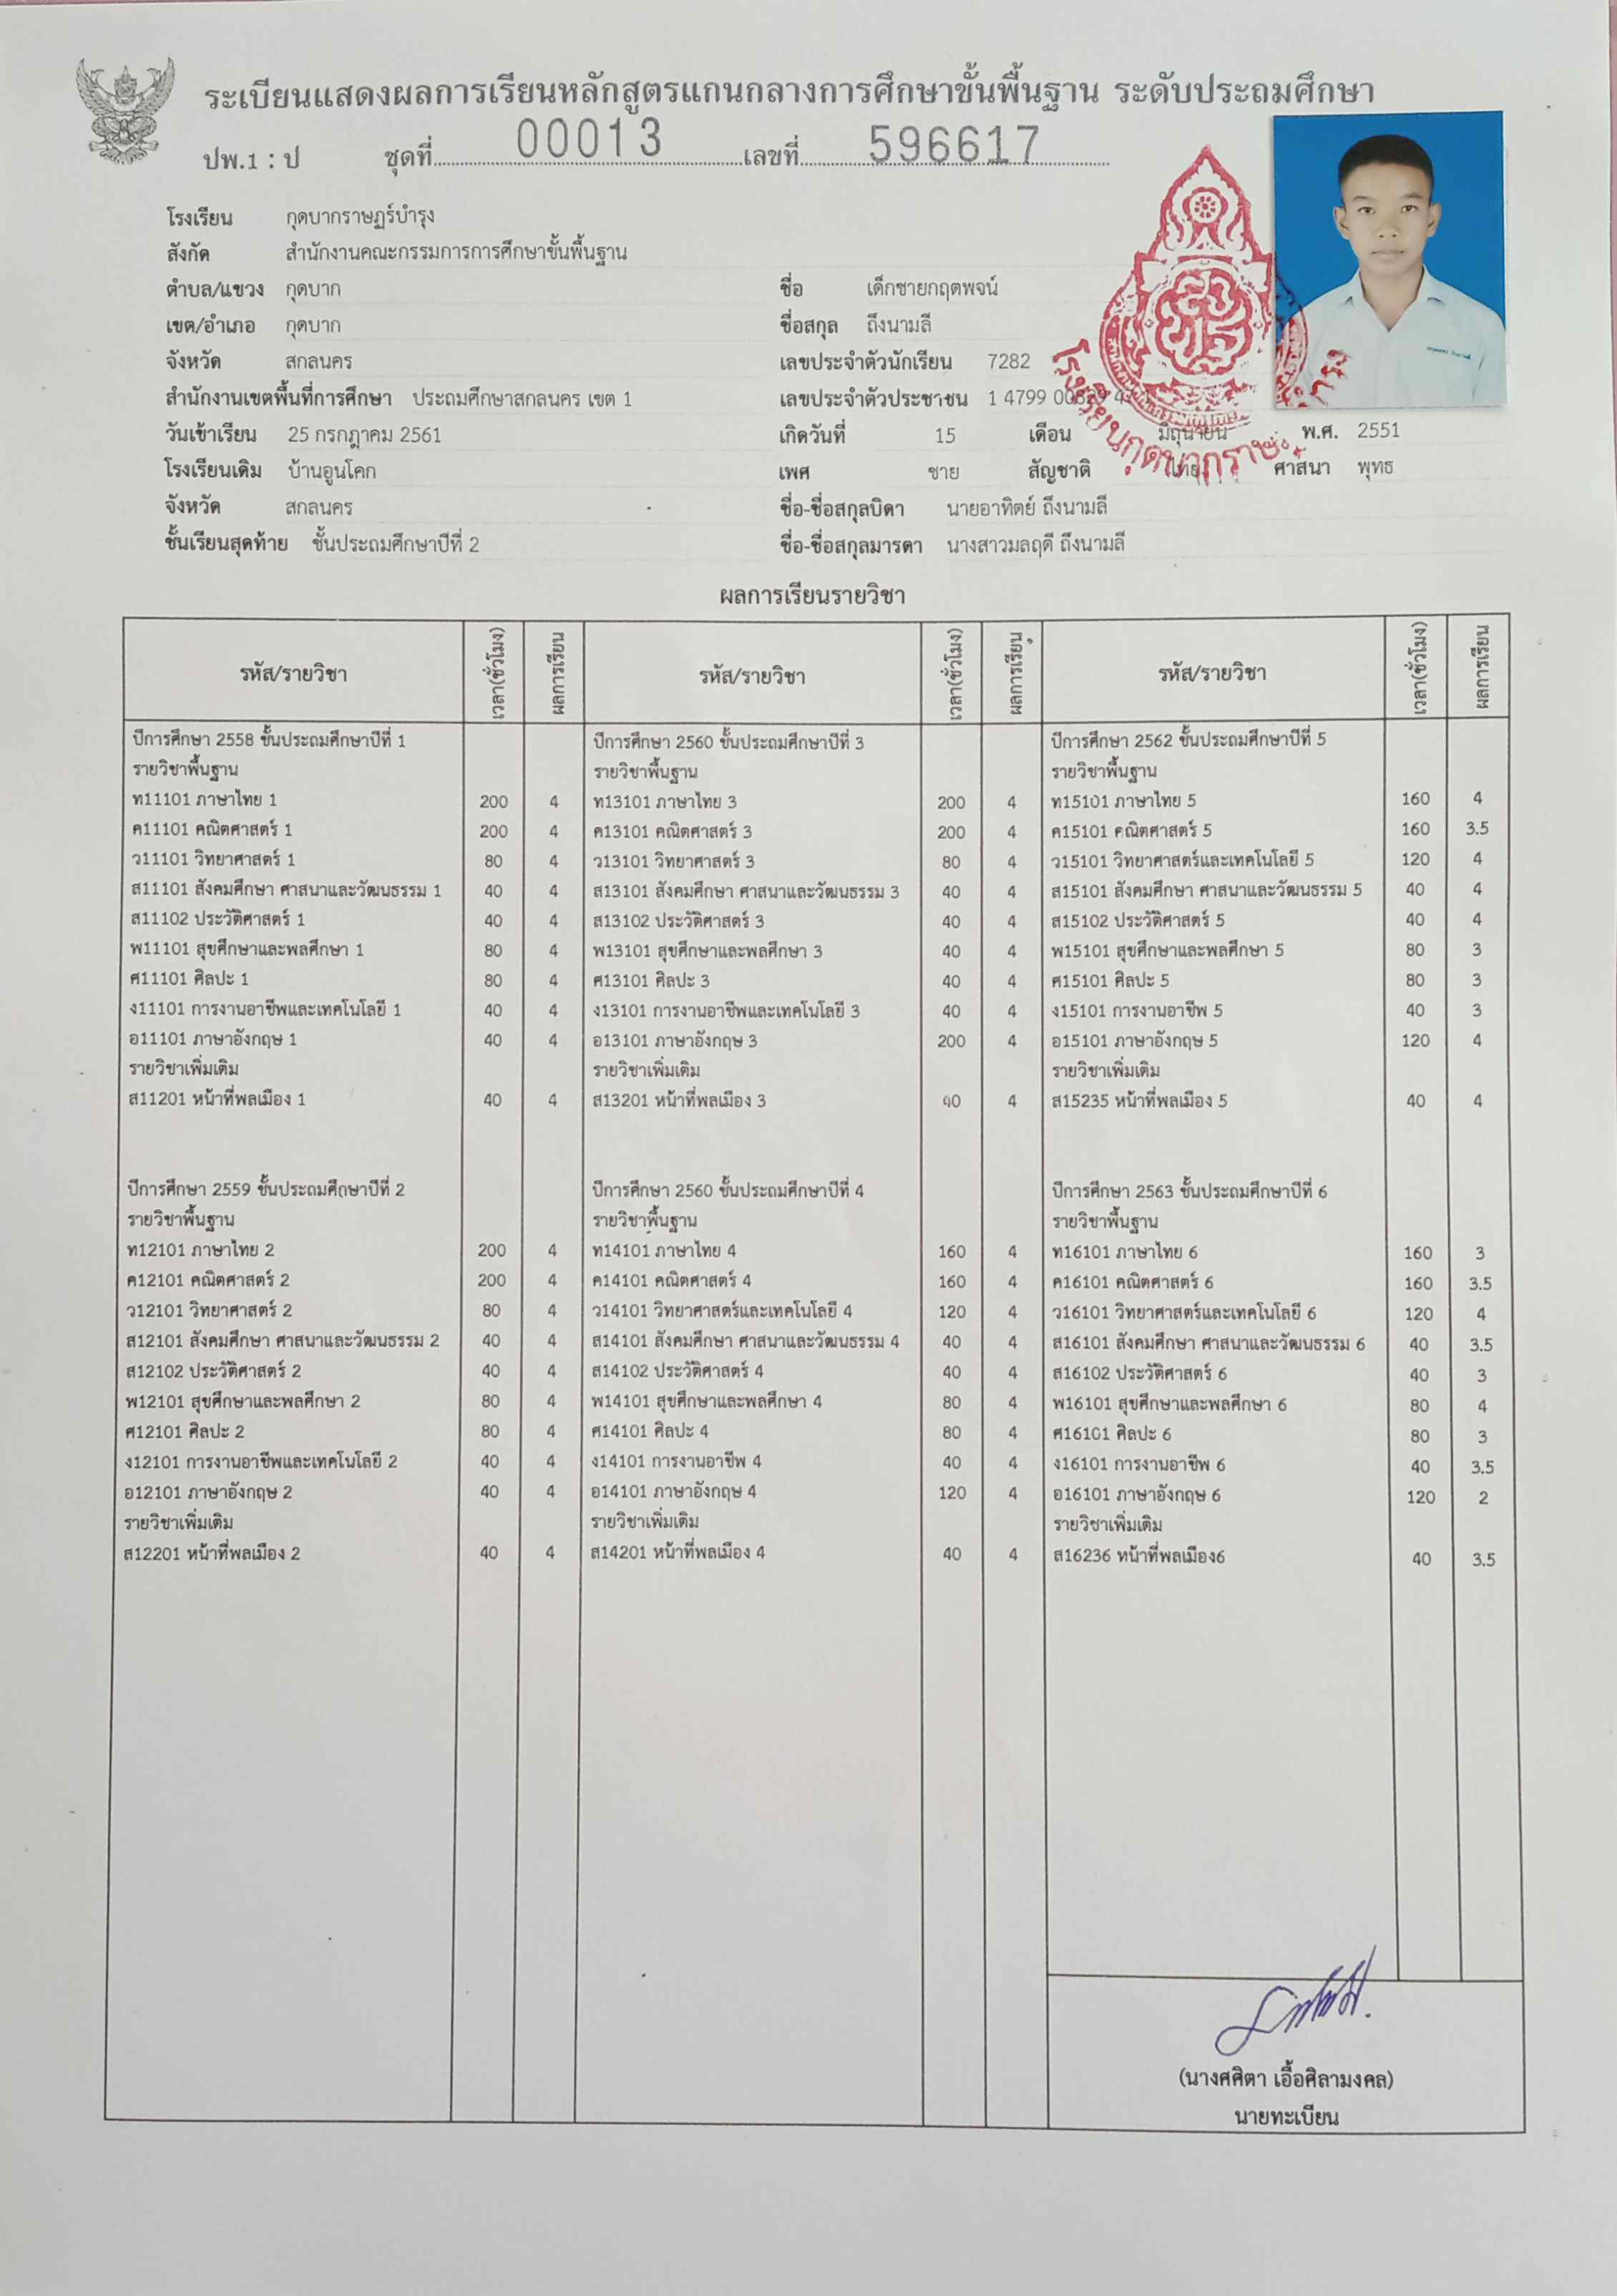 ระเบียนแสดงผลการเรียนหลักสูตรแกนกลางการศึกษาขั้นพื้นฐาน ระดับประถมศึกษา
ปพ.1 : ป ชุดที่ 00013 เลขที่ 596617
โรงเรียน กุดบากราษฏร์บำรุง
สังกัด สำนักงานคณะกรรมการการศึกษาขั้นพื้นฐาน
ตำบล/แขวง กุดบาก
เขต/อำเภอ กุดบาก
จังหวัด สกลนคร
สำนักงานเขตพื้นที่การศึกษา ประถมศึกษาสกลนคร เขต 1
วันเข้าเรียน 25 กรกฎาคม 2561
โรงเรียนเดิม บ้านอูนโคก
จังหวัด สกลนคร
ชั้นเรียนสุดท้าย ชั้นประถมศึกษาปีที่ 2
ชื่อ เด็กชายกฤตพจน์
ชื่อสกุล ถึงนามลี
เลขประจำตัวนักเรียน 7282
เลขประจำตัวประชาชน 1 4799
เกิดวันที่ 15 เดือน มิถุนายน พ.ศ. 2551
เพศ ชาย สัญชาติ ไทย ศาสนา พุทธ
ชื่อ-ชื่อสกุลบิดา นายอาทิตย์ ถึงนามลี
ชื่อ-ชื่อสกุลมารดา นางสาวมลฤดี ถึงนามลี
โรงเรียนกุดบากราษฏร์บำรุง
ผลการเรียนรายวิชา
รหัส/รายวิชา เวลา(ชั่วโมง) ผลการเรียน รหัส/รายวิชา เวลา(ชั่วโมง) ผลการเรียน รหัส/รายวิชา เวลา(ชั่วโมง) ผลการเรียน
ปีการศึกษา 2558 ชั้นประถมศึกษาปีที่ 1
รายวิชาพื้นฐาน
ท11101 ภาษาไทย 1 200 4
ค11101 คณิตศาสตร์ 1 200 4
ว11101 วิทยาศาสตร์ 1 80 4
ส11101 สังคมศึกษา ศาสนาและวัฒนธรรม 1 40 4
ส11102 ประวัติศาสตร์ 1 40 4
พ11101 สุขศึกษาและพลศึกษา 1 80 4
ศ11101 ศิลปะ 1 80 4
ง11101 การงานอาชีพและเทคโนโลยี 1 40 4
อ11101 ภาษาอังกฤษ 1 40 4
รายวิชาเพิ่มเติม
ส11201 หน้าที่พลเมือง 1 40 4
ปีการศึกษา 2559 ชั้นประถมศึกษาปีที่ 2
รายวิชาพื้นฐาน
ท12101 ภาษาไทย 2 200 4
ค12101 คณิตศาสตร์ 2 200 4
ว12101 วิทยาศาสตร์ 2 80 4
ส12101 สังคมศึกษา ศาสนาและวัฒนธรรม 2 40 4
ส12102 ประวัติศาสตร์ 2 40 4
พ12101 สุขศึกษาและพลศึกษา 2 80 4
ศ12101 ศิลปะ 2 80 4
ง12101 การงานอาชีพและเทคโนโลยี 2 40 4
อ12101 ภาษาอังกฤษ 2 40 4
รายวิชาเพิ่มเติม
ส12201 หน้าที่พลเมือง 2 40 4
ปีการศึกษา 2560 ชั้นประถมศึกษาปีที่ 3
รายวิชาพื้นฐาน
ท13101 ภาษาไทย 3 200 4
ค13101 คณิตศาสตร์ 3 200 4
ว13101 วิทยาศาสตร์ 3 80 4
ส13101 สังคมศึกษา ศาสนาและวัฒนธรรม 3 40 4
ส13102 ประวัติศาสตร์ 3 40 4
พ13101 สุขศึกษาและพลศึกษา 3 40 4
ศ13101 ศิลปะ 3 40 4
ง13101 การงานอาชีพและเทคโนโลยี 3 40 4
อ13101 ภาษาอังกฤษ 3 200 4
รายวิชาเพิ่มเติม
ส13201 หน้าที่พลเมือง 3 40 4
ปีการศึกษา 2560 ชั้นประถมศึกษาปีที่ 4
รายวิชาพื้นฐาน
ท14101 ภาษาไทย 4 160 4
ค14101 คณิตศาสตร์ 4 160 4
ว14101 วิทยาศาสตร์และเทคโนโลยี 4 120 4
ส14101 สังคมศึกษา ศาสนาและวัฒนธรรม 4 40 4
ส14102 ประวัติศาสตร์ 4 40 4
พ14101 สุขศึกษาและพลศึกษา 4 80 4
ศ14101 ศิลปะ 4 80 4
ง14101 การงานอาชีพ 4 40 4
อ14101 ภาษาอังกฤษ 4 120 4
รายวิชาเพิ่มเติม
ส14201 หน้าที่พลเมือง 4 40 4
ปีการศึกษา 2562 ชั้นประถมศึกษาปีที่ 5
รายวิชาพื้นฐาน
ท15101 ภาษาไทย 5 160 4
ค15101 คณิตศาสตร์ 5 160 3.5
ว15101 วิทยาศาสตร์และเทคโนโลยี 5 120 4
ส15101 สังคมศึกษา ศาสนาและวัฒนธรรม 5 40 4
ส15102 ประวัติศาสตร์ 5 40 4
พ15101 สุขศึกษาและพลศึกษา 5 80 3
ศ15101 ศิลปะ 5 80 3
ง15101 การงานอาชีพ 5 40 3
อ15101 ภาษาอังกฤษ 5 120 4
รายวิชาเพิ่มเติม
ส15235 หน้าที่พลเมือง 5 40 4
ปีการศึกษา 2563 ชั้นประถมศึกษาปีที่ 6
รายวิชาพื้นฐาน
ท16101 ภาษาไทย 6 160 3
ค16101 คณิตศาสตร์ 6 160 3.5
ว16101 วิทยาศาสตร์และเทคโนโลยี 6 120 4
ส16101 สังคมศึกษา ศาสนาและวัฒนธรรม 6 40 3.5
ส16102 ประวัติศาสตร์ 6 40 3
พ16101 สุขศึกษาและพลศึกษา 6 80 4
ศ16101 ศิลปะ 6 80 3
ง16101 การงานอาชีพ 6 40 3.5
อ16101 ภาษาอังกฤษ 6 120 2
รายวิชาเพิ่มเติม
ส16236 หน้าที่พลเมือง6 40 3.5
(นางศศิตา เอื้อศิลามงคล)
นายทะเบียน